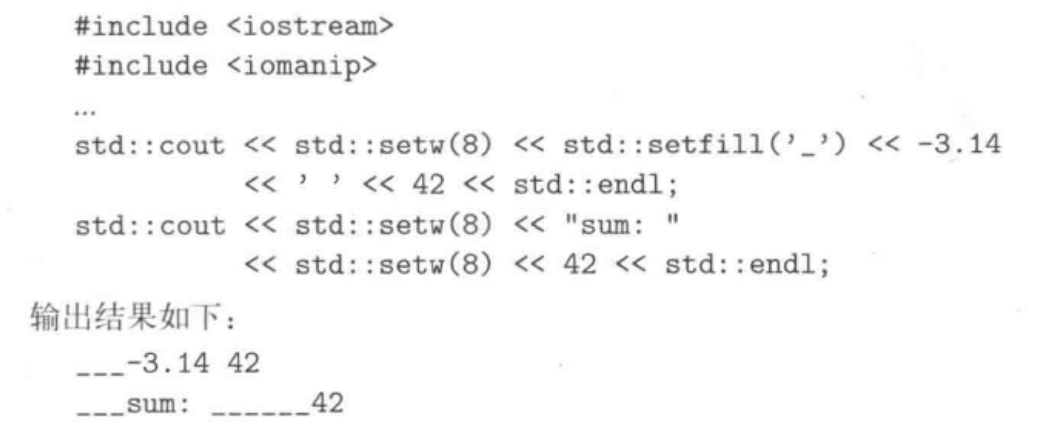 #include <iostream>
#include <iomanip>
...
std::cout << std::setw(8) << std::setfill('_') << -3.14
<< ' ' << 42 << std::endl;
std::cout << std::setw(8) << "sum: "
<< std::setw(8) << 42 << std::endl;
输出结果如下：
___-3.14 42
___sum: ______42